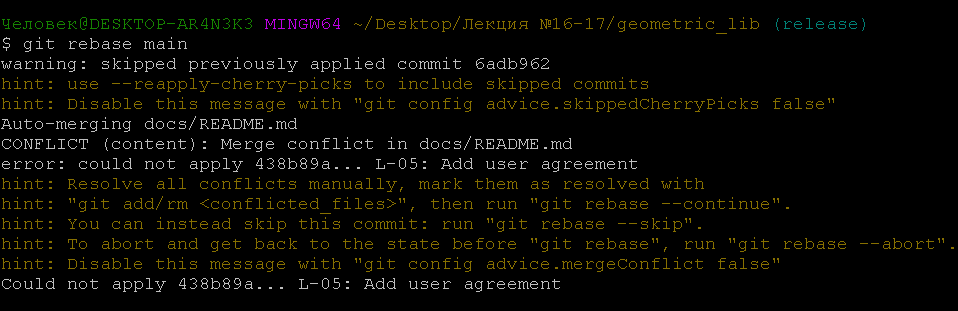 Человек@DESKTOP-AR4N3K3 MINGW64 ~/Desktop/Лекция №16-17/geometric_lib (release)
$ git rebase main
warning: skipped previously applied commit 6adb962
hint: use --reapply-cherry-picks to include skipped commits
hint: Disable this message with "git config advice.skippedCherryPicks false"
Auto-merging docs/README.md
CONFLICT (content): Merge conflict in docs/README.md
error: could not apply 438b89a... L-05: Add user agreement
hint: Resolve all conflicts manually, mark them as resolved with
hint: "git add/rm <conflicted_files>", then run "git rebase --continue".
hint: You can instead skip this commit: run "git rebase --skip".
hint: To abort and get back to the state before "git rebase", run "git rebase --abort".
hint: Disable this message with "git config advice.mergeConflict false"
Could not apply 438b89a... L-05: Add user agreement